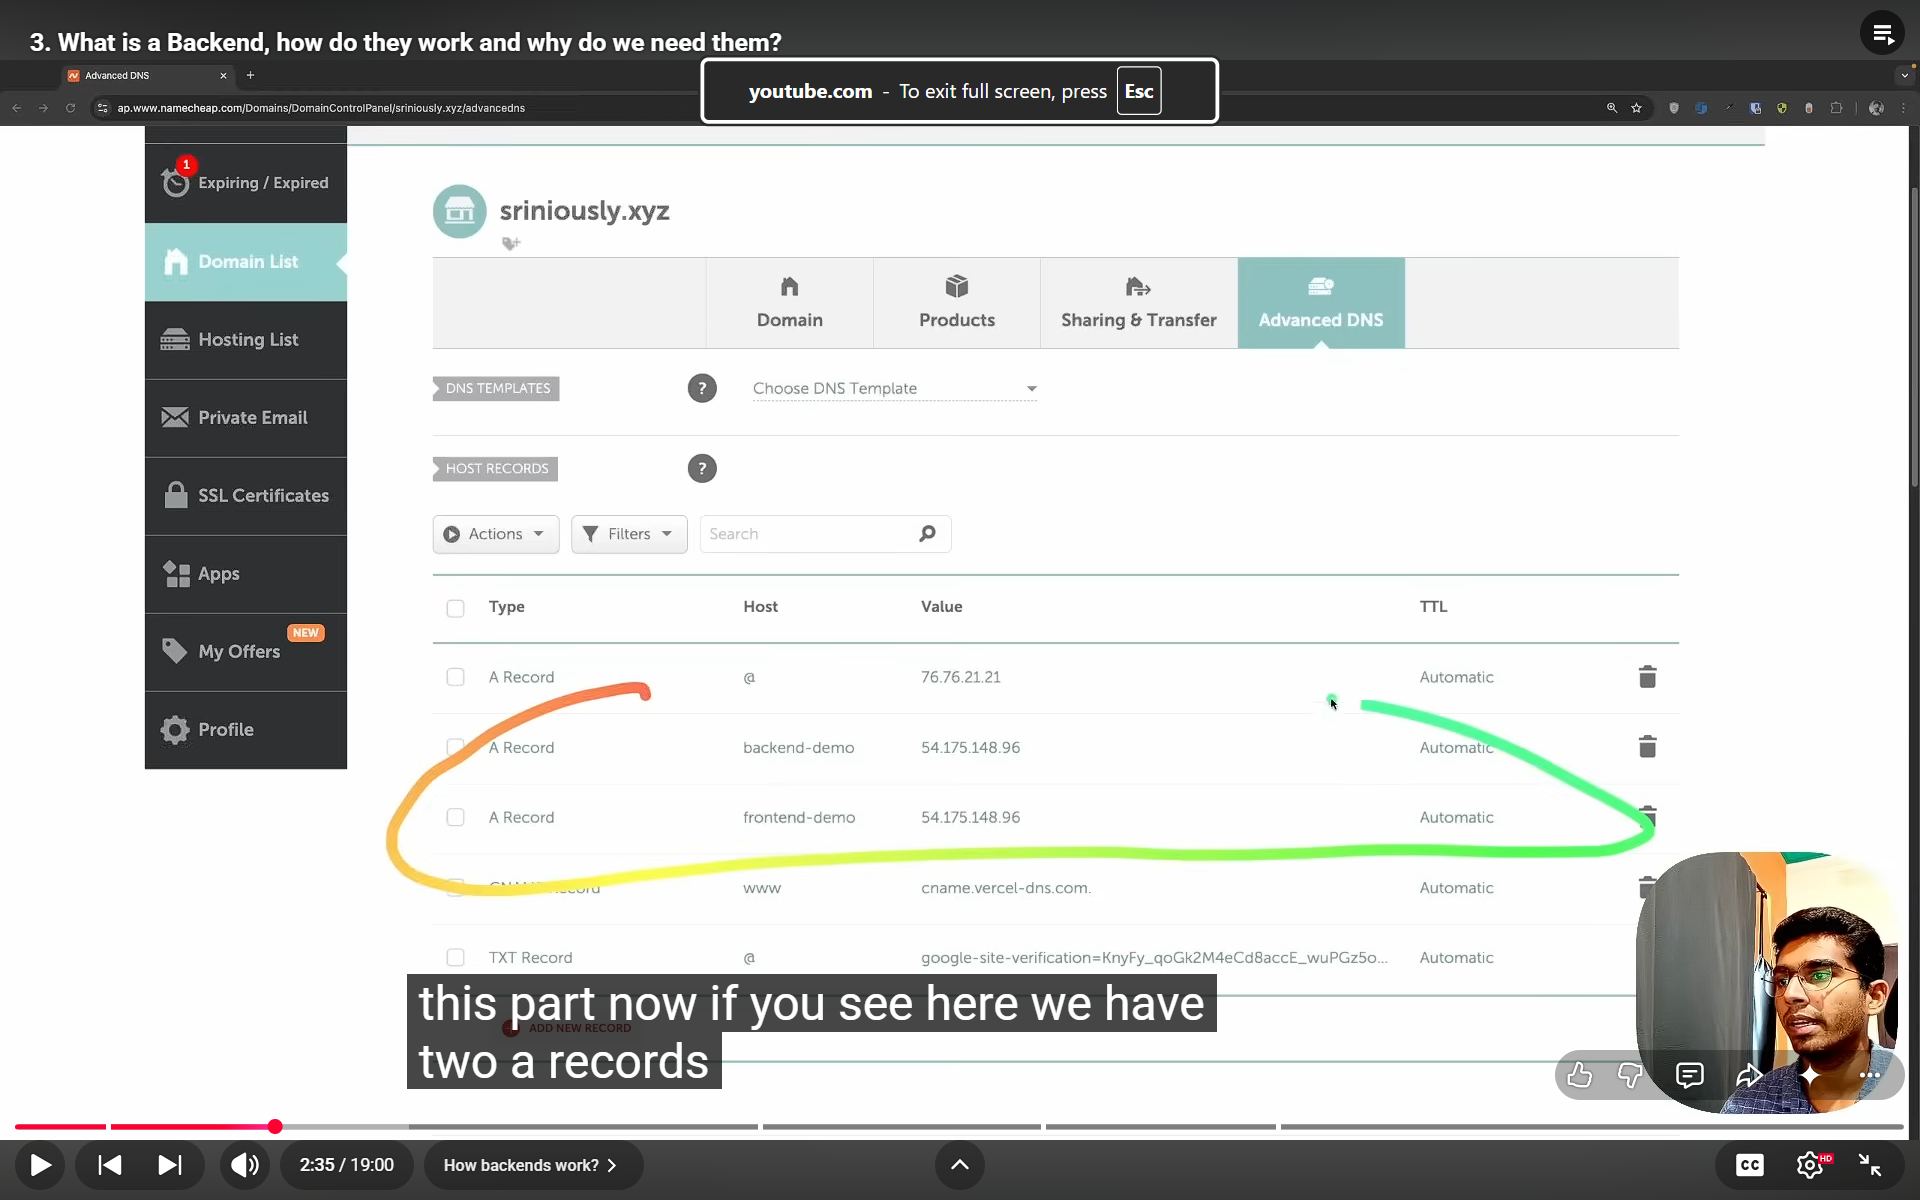 3. What is a Backend, how do they work and why do we need them?
Advanced DNS
youtube.com - To exit full screen, press Esc
ap.www.namecheap.com/Domains/DomainControlPanel/sriniously.xyz/advancedns
1
Expiring / Expired
Domain List
Hosting List
Private Email
SSL Certificates
Apps
NEW
My Offers
Profile
sriniously.xyz
Domain Products Sharing & Transfer Advanced DNS
DNS TEMPLATES ? Choose DNS Template
HOST RECORDS ?
Actions Filters Search
Type Host Value TTL
A Record @ 76.76.21.21 Automatic
A Record backend-demo 54.175.148.96 Automatic
A Record frontend-demo 54.175.148.96 Automatic
CNAME Record www cname.vercel-dns.com. Automatic
TXT Record @ google-site-verification=KnyFy_qoGk2M4eCd8accE_wuPGz5o... Automatic
ADD NEW RECORD
this part now if you see here we have
two a records
2:35 / 19:00
How backends work?
CC
HD